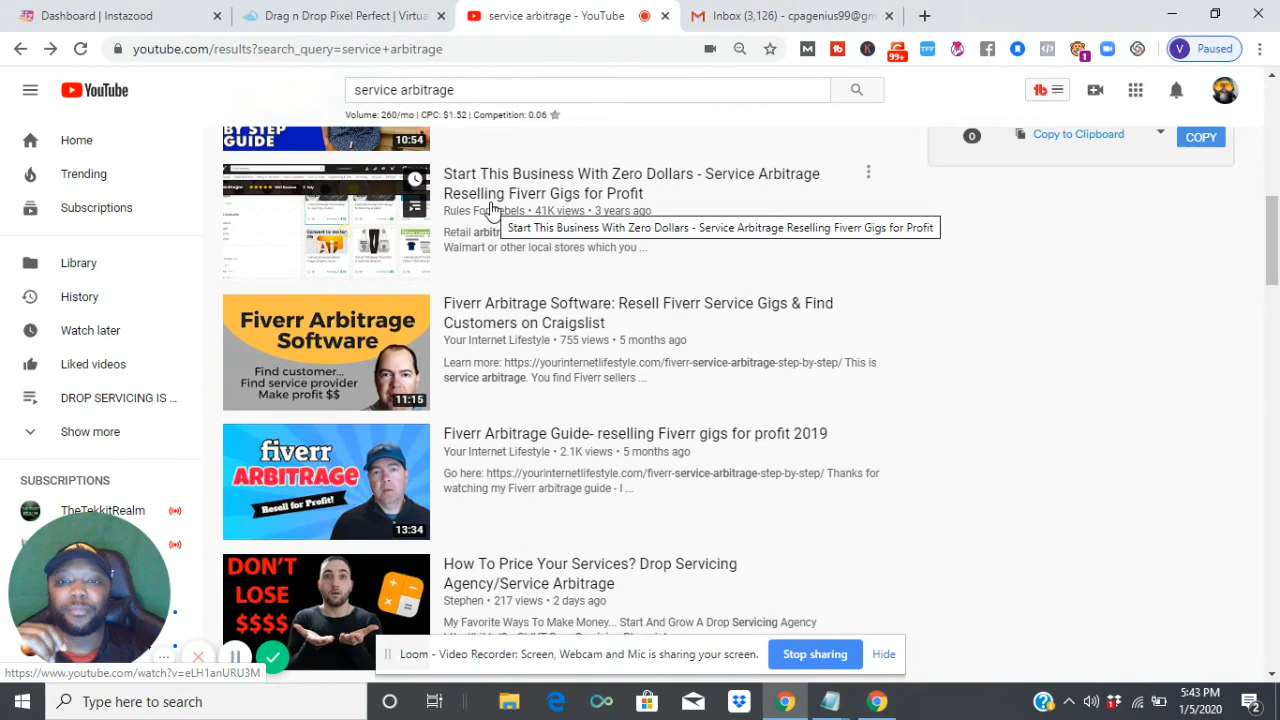 Dashboard | Instazood
Drop Servicing Podcast | Virtua
service arbitrage - YouTube
Inbox (3,126) - cpagenius99@gm
youtube.com/results?search_query=service+arbitrage
99+
TFF
1
V Paused
YouTube
service arbitrage
Volume: 260/mo | CPC: $1.52 | Competition: 0.06
Home
Library
History
Watch later
Liked videos
DROP SERVICING IS ...
Show more
SUBSCRIPTIONS
TheTekkitRealm
BY STEP
GUIDE
10:54
0
Copy to Clipboard
COPY
Start This Business With Zero Dollars - Service Arbitrage
Reselling Fiverr Gigs for Profit
41K views • 3 years ago
Start This Business With Zero Dollars - Service Arbitrage Reselling Fiverr Gigs for Profit
Walmart or other local stores which you ...
Fiverr Arbitrage
Software
Find customer...
Find service provider
Make profit $$
11:15
Fiverr Arbitrage Software: Resell Fiverr Service Gigs & Find
Customers on Craigslist
Your Internet Lifestyle • 755 views • 5 months ago
Learn more: https://yourinternetlifestyle.com/fiverr-service-arbitrage-step-by-step/ This is
service arbitrage. You find Fiverr sellers ...
fiverr
ARBITRAGE
Resell for Profit!
13:34
Fiverr Arbitrage Guide- reselling Fiverr gigs for profit 2019
Your Internet Lifestyle • 2.1K views • 5 months ago
Go here: https://yourinternetlifestyle.com/fiverr-service-arbitrage-step-by-step/ Thanks for
watching my Fiverr arbitrage guide - I ...
DON'T
LOSE
$$$$
How To Price Your Services? Drop Servicing
Agency/Service Arbitrage
Stephen • 217 views • 2 days ago
My Favorite Ways To Make Money... Start And Grow A Drop Servicing Agency
Loom - Video Recorder: Screen, Webcam and Mic is sharing your screen.
Stop sharing
Hide
https://www.youtube.com/watch?v=eLH1anURU3M
Type here to search
5:43 PM
1/5/2020
2